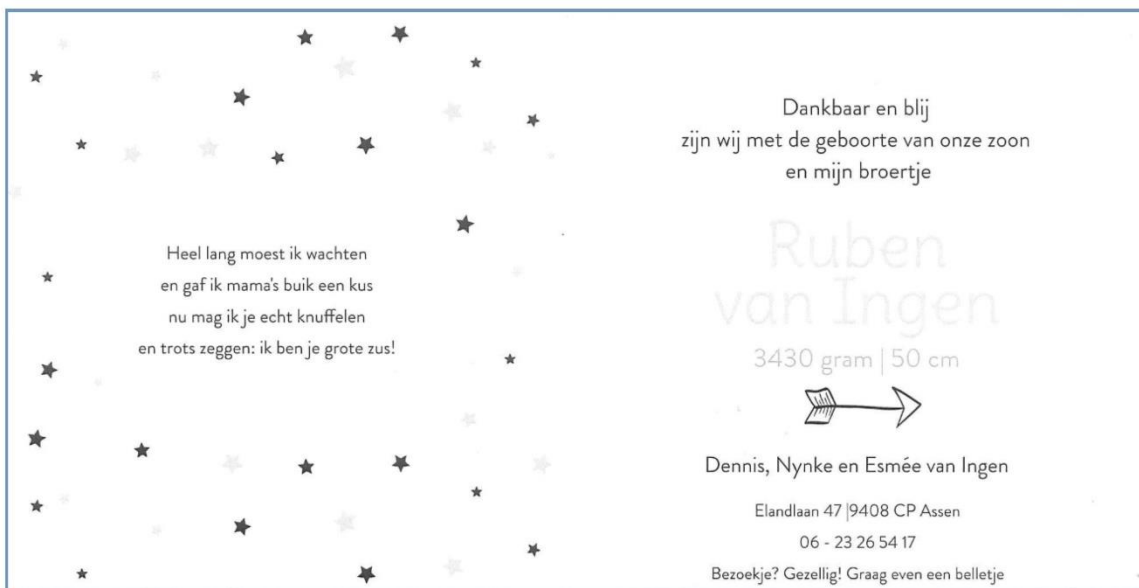 Heel lang moest ik wachten
en gaf ik mama's buik een kus
nu mag ik je echt knuffelen
en trots zeggen: ik ben je grote zus!
Dankbaar en blij
zijn wij met de geboorte van onze zoon
en mijn broertje
Ruben
van Ingen
3430 gram | 50 cm
Dennis, Nynke en Esmée van Ingen
Elandlaan 47 |9408 CP Assen
06 - 23 26 54 17
Bezoekje? Gezellig! Graag even een belletje